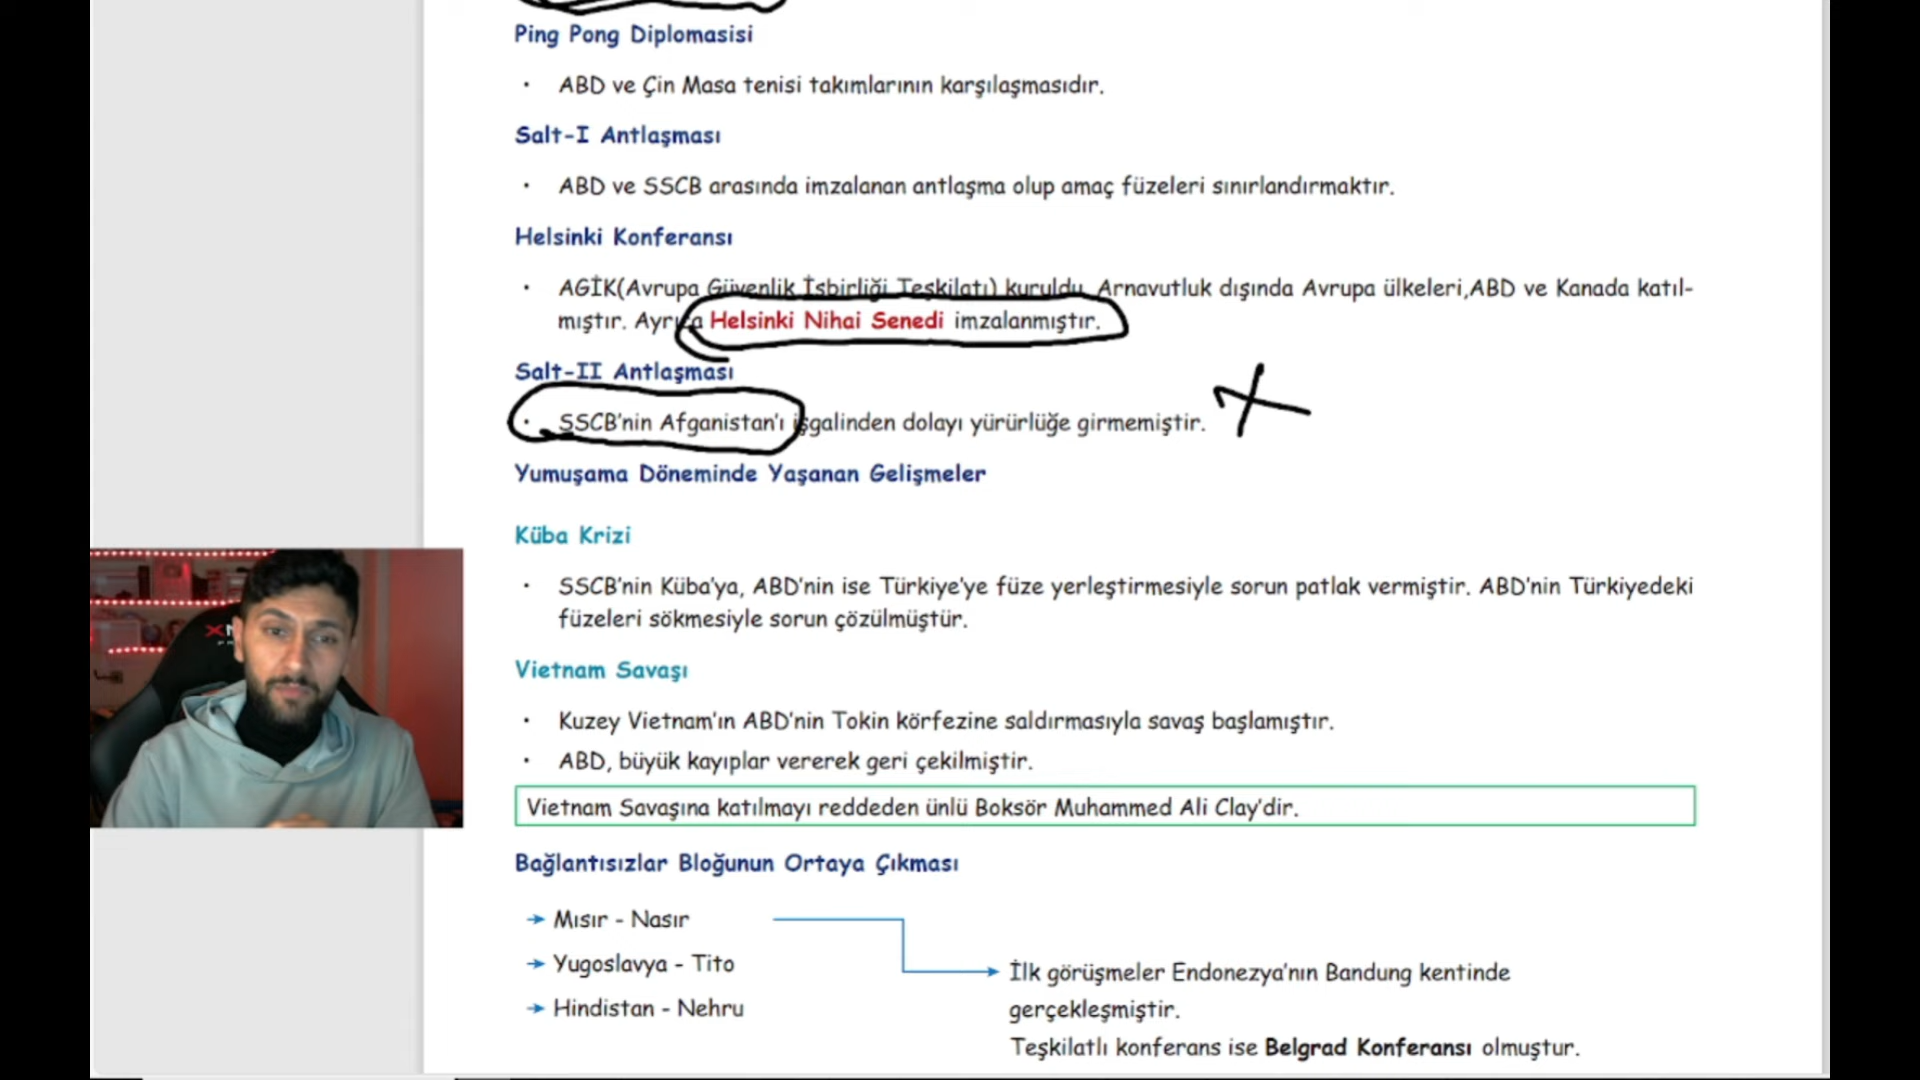 Ping Pong Diplomasisi
· ABD ve Çin Masa tenisi takımlarının karşılaşmasıdır.
Salt-I Antlaşması
· ABD ve SSCB arasında imzalanan antlaşma olup amaç füzeleri sınırlandırmaktır.
Helsinki Konferansı
· AGİK(Avrupa Güvenlik İşbirliği Teşkilatı) kuruldu. Arnavutluk dışında Avrupa ülkeleri,ABD ve Kanada katıl-
mıştır. Ayrıca Helsinki Nihai Senedi imzalanmıştır.
Salt-II Antlaşması
· SSCB'nin Afganistan'ı işgalinden dolayı yürürlüğe girmemiştir.
Yumuşama Döneminde Yaşanan Gelişmeler
Küba Krizi
· SSCB'nin Küba'ya, ABD'nin ise Türkiye'ye füze yerleştirmesiyle sorun patlak vermiştir. ABD'nin Türkiyedeki
füzeleri sökmesiyle sorun çözülmüştür.
Vietnam Savaşı
· Kuzey Vietnam'ın ABD'nin Tokin körfezine saldırmasıyla savaş başlamıştır.
· ABD, büyük kayıplar vererek geri çekilmiştir.
Vietnam Savaşına katılmayı reddeden ünlü Boksör Muhammed Ali Clay'dir.
Bağlantısızlar Bloğunun Ortaya Çıkması
→ Mısır - Nasır
→ Yugoslavya - Tito
→ Hindistan - Nehru
İlk görüşmeler Endonezya'nın Bandung kentinde
gerçekleşmiştir.
Teşkilatlı konferans ise Belgrad Konferansı olmuştur.